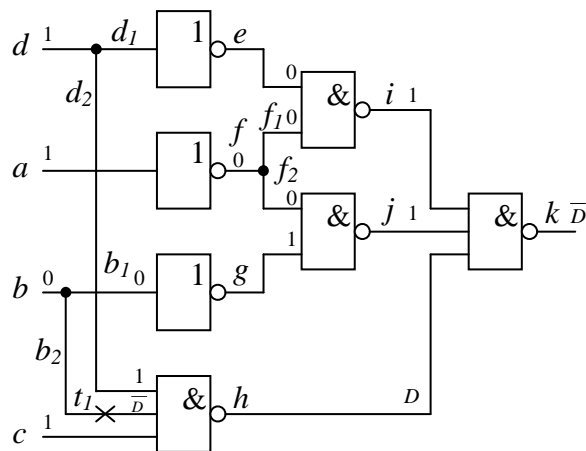 d 1 d1 1 e
d2 0 & i 1
f f1 0
a 1 1 0 f2
0 & j 1 & k D̅
b 0 b1 0 1 g 1
b2
1
t1 D̅ & h D
c 1